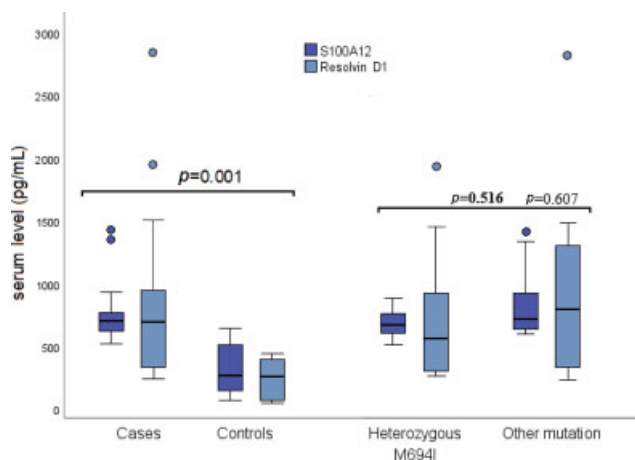 3000
S100A12
Resolvin D1
2500
2000
p=0.001
p=0.516 p=0.607
1500
1000
500
0
serum level (pg/mL)
Cases Controls Heterozygous M694I Other mutation